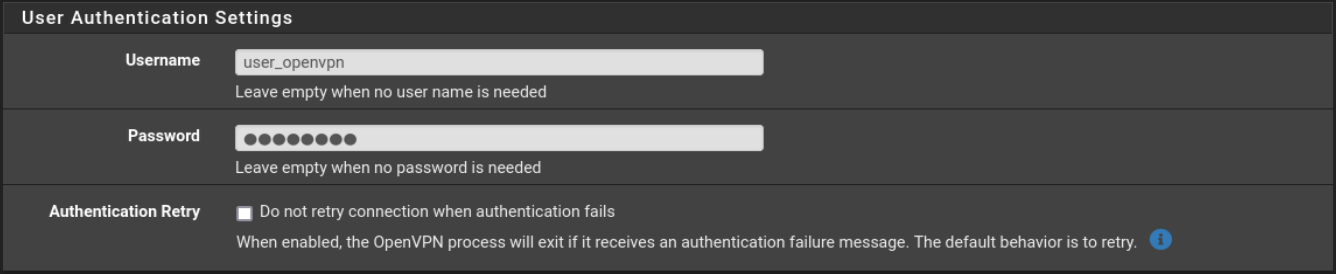 User Authentication Settings
Username
user_openvpn
Leave empty when no user name is needed
Password
●●●●●●●●
Leave empty when no password is needed
Authentication Retry
Do not retry connection when authentication fails
When enabled, the OpenVPN process will exit if it receives an authentication failure message. The default behavior is to retry.